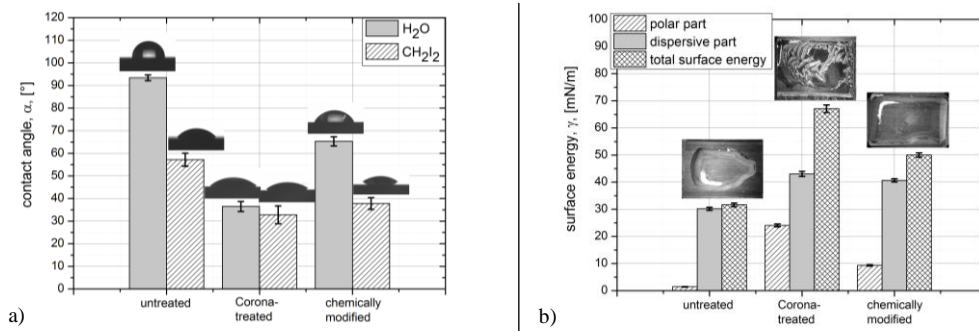 120
110
100
90
80
70
60
50
40
30
20
10
0
contact angle, α, [°]
H₂O
CH₂I₂
untreated
Corona-
treated
chemically
modified
a)
100
90
80
70
60
50
40
30
20
10
0
surface energy, γ, [mN/m]
polar part
dispersive part
total surface energy
untreated
Corona-
treated
chemically
modified
b)